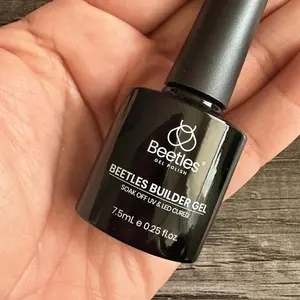 Beetles®
GEL POLISH
BEETLES BUILDER GEL
SOAK OFF UV & LED CURED
7.5mL e 0.25 fl.oz.